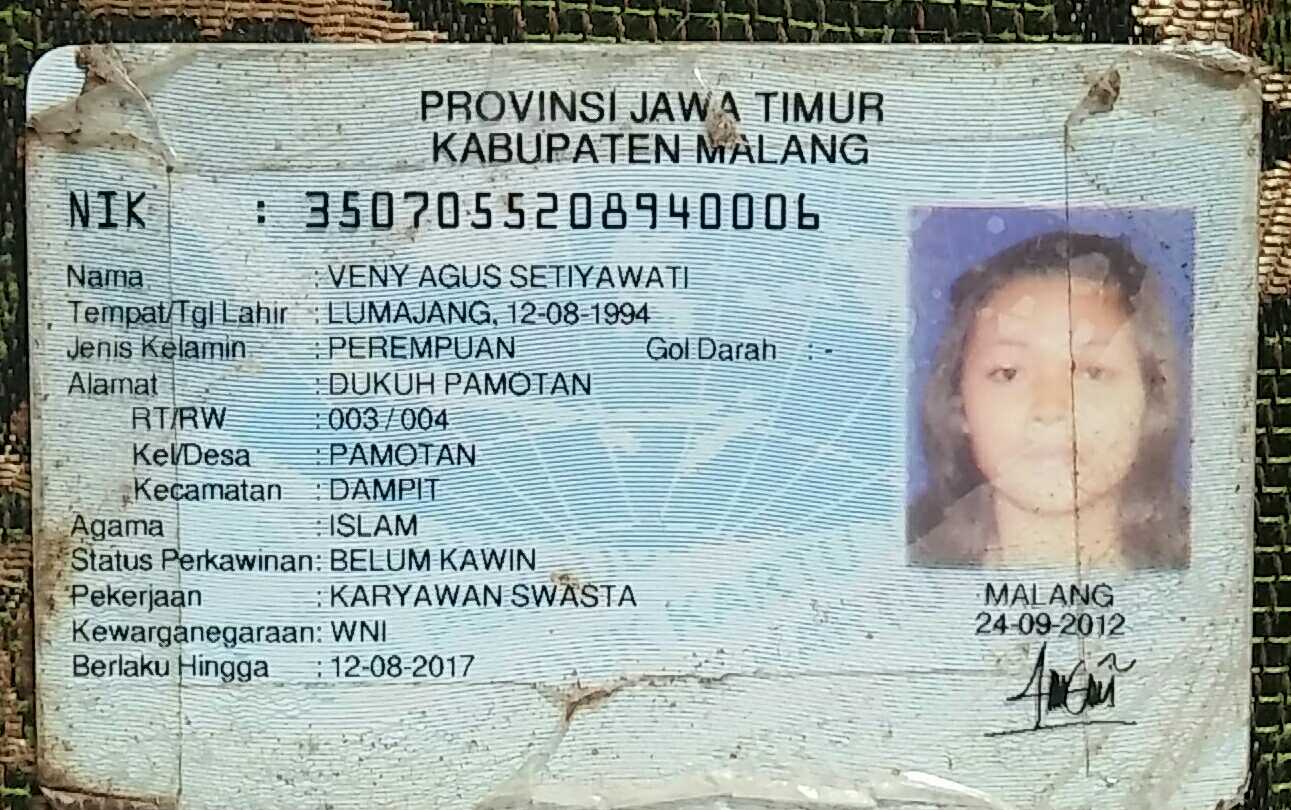 PROVINSI JAWA TIMUR
KABUPATEN MALANG
NIK : 3507055208940006
Nama : VENY AGUS SETIYAWATI
Tempat/Tgl Lahir : LUMAJANG, 12-08-1994
Jenis Kelamin : PEREMPUAN Gol Darah : -
Alamat : DUKUH PAMOTAN
RT/RW : 003 / 004
Kel/Desa : PAMOTAN
Kecamatan : DAMPIT
Agama : ISLAM
Status Perkawinan : BELUM KAWIN
Pekerjaan : KARYAWAN SWASTA
Kewarganegaraan : WNI
Berlaku Hingga : 12-08-2017
MALANG
24-09-2012